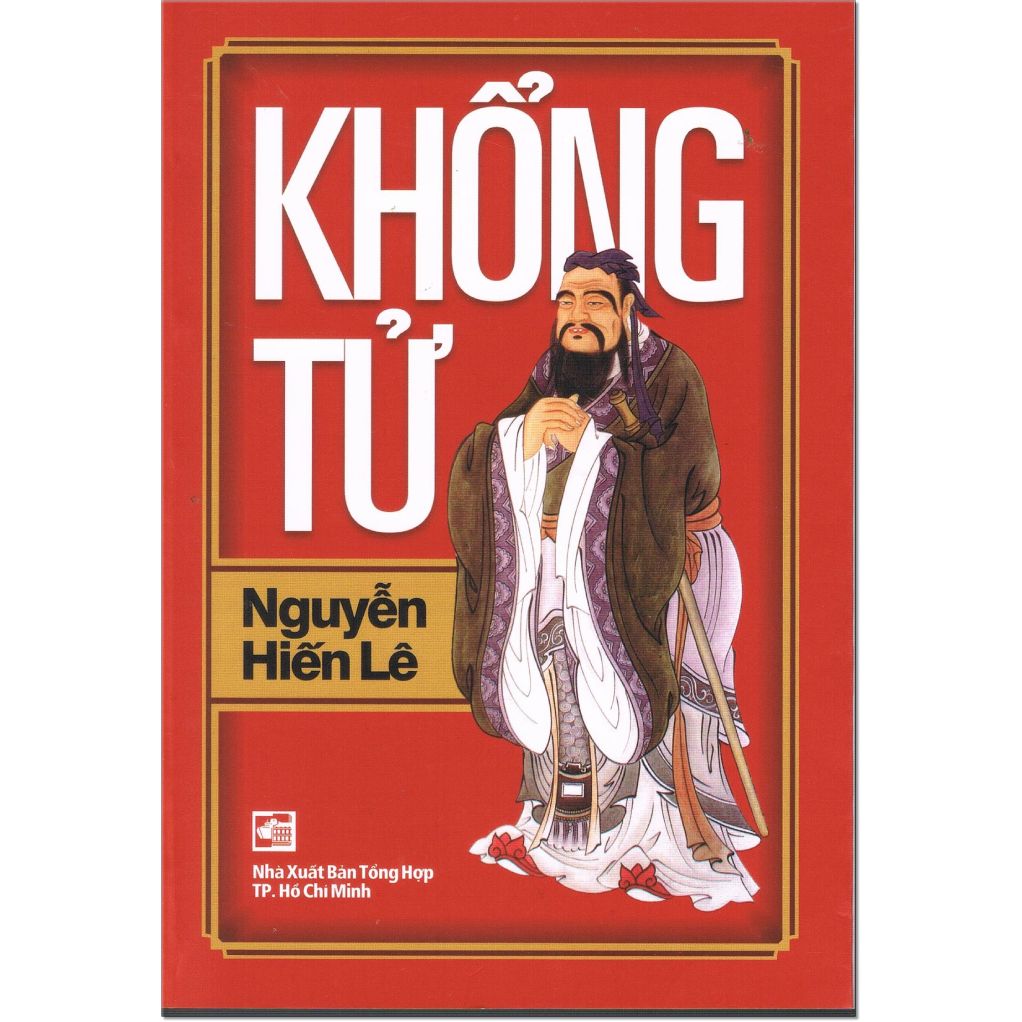 KHỔNG
TỬ
Nguyễn
Hiến Lê
Nhà Xuất Bản Tổng Hợp
TP. Hồ Chí Minh